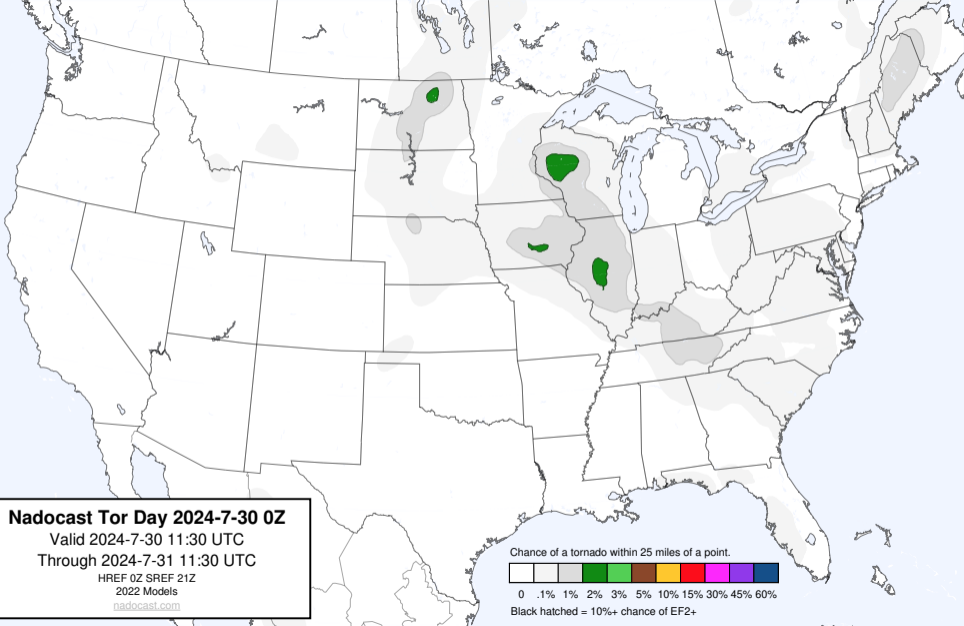 Nadocast Tor Day 2024-7-30 0Z
Valid 2024-7-30 11:30 UTC
Through 2024-7-31 11:30 UTC
HREF 0Z SREF 21Z
2022 Models
nadocast.com
Chance of a tornado within 25 miles of a point.
0 .1% 1% 2% 3% 5% 10% 15% 30% 45% 60%
Black hatched = 10%+ chance of EF2+